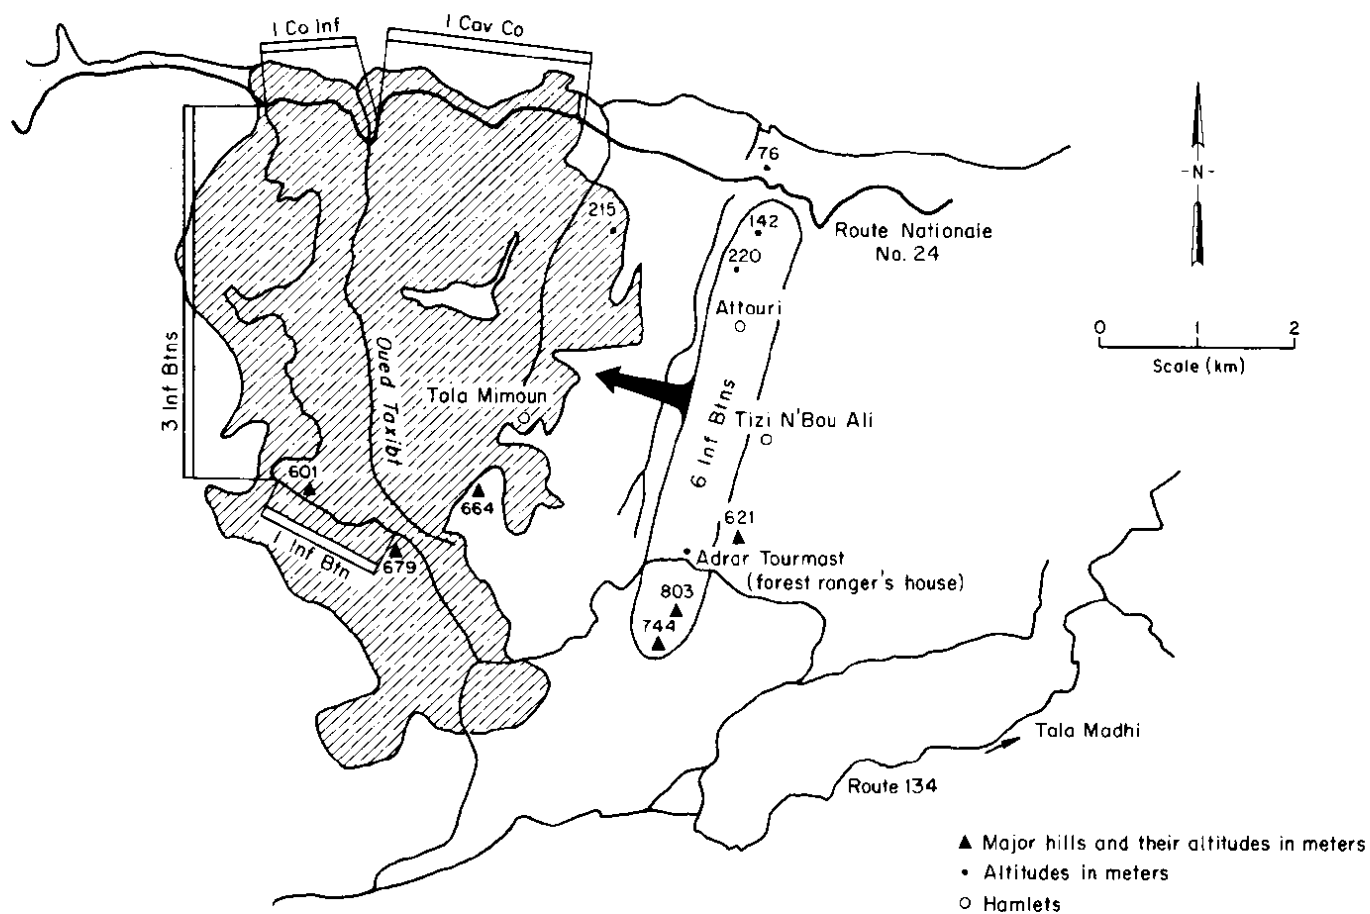 1 Co Inf
1 Cav Co
76
N
215
142
Route Nationale
No. 24
220
Attouri
0 1 2
Scale (km)
3 Inf Btns
Oued Taxibt
Tala Mimoun
6 Inf Btns
Tizi N'Bou Ali
601
664
621
1 Inf Btn
679
Adrar Tourmast
(forest ranger's house)
803
744
Tala Madhi
Route 134
▲ Major hills and their altitudes in meters
• Altitudes in meters
○ Hamlets